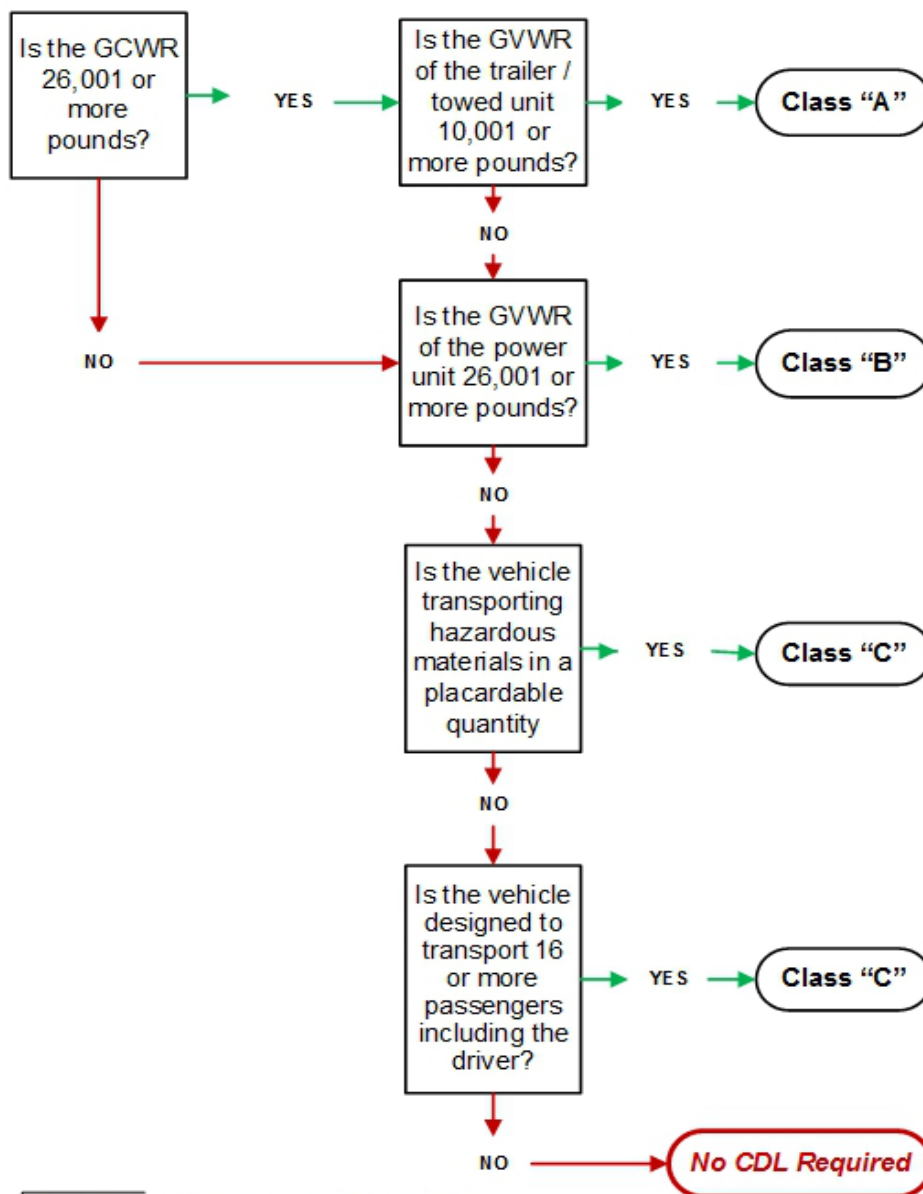 Is the GCWR
26,001 or
more
pounds?
YES
Is the GVWR
of the trailer /
towed unit
10,001 or
more pounds?
YES
Class “A”
NO
NO
Is the GVWR
of the power
unit 26,001 or
more pounds?
YES
Class “B”
NO
Is the vehicle
transporting
hazardous
materials in a
placardable
quantity
YES
Class “C”
NO
Is the vehicle
designed to
transport 16
or more
passengers
including the
driver?
YES
Class “C”
NO
No CDL Required